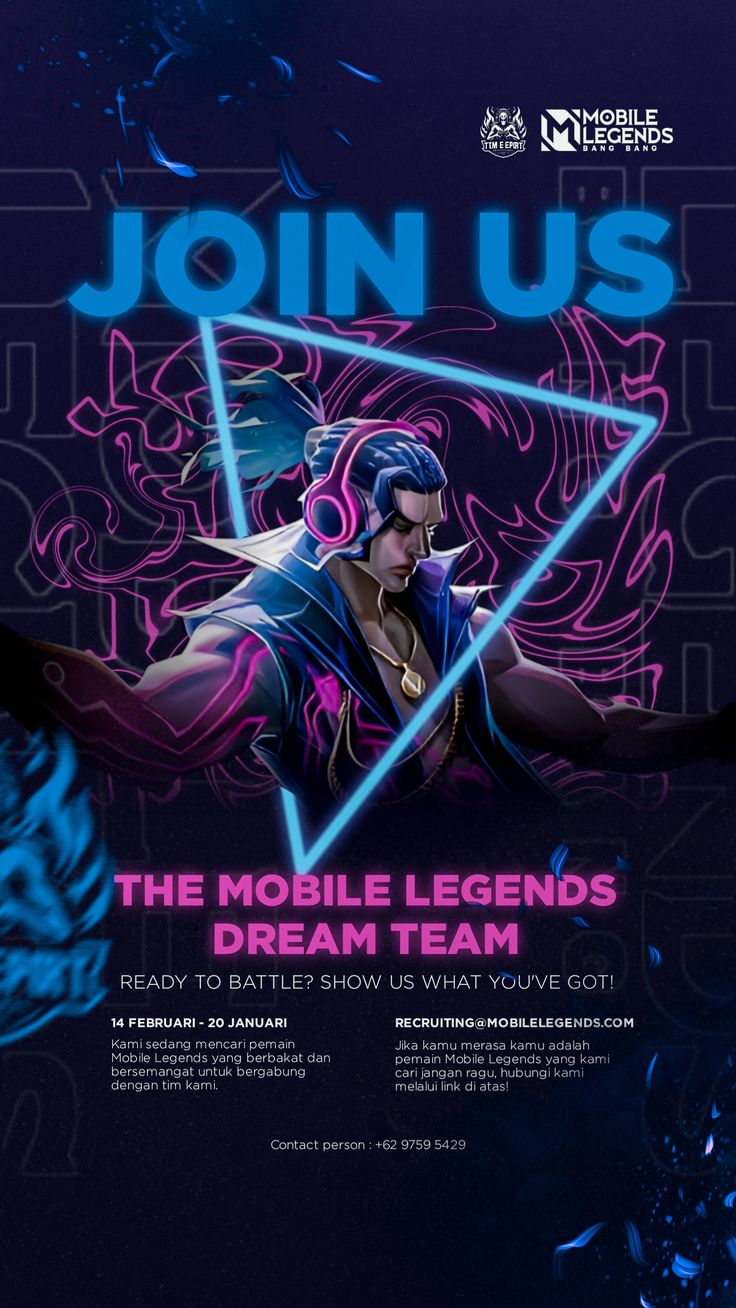 TIM E EPORT
MOBILE
LEGENDS
BANG BANG
JOIN US
THE MOBILE LEGENDS
DREAM TEAM
READY TO BATTLE? SHOW US WHAT YOU'VE GOT!
14 FEBRUARI - 20 JANUARI
Kami sedang mencari pemain
Mobile Legends yang berbakat dan
bersemangat untuk bergabung
dengan tim kami.
RECRUITING@MOBILELEGENDS.COM
Jika kamu merasa kamu adalah
pemain Mobile Legends yang kami
cari jangan ragu, hubungi kami
melalui link di atas!
Contact person : +62 9759 5429